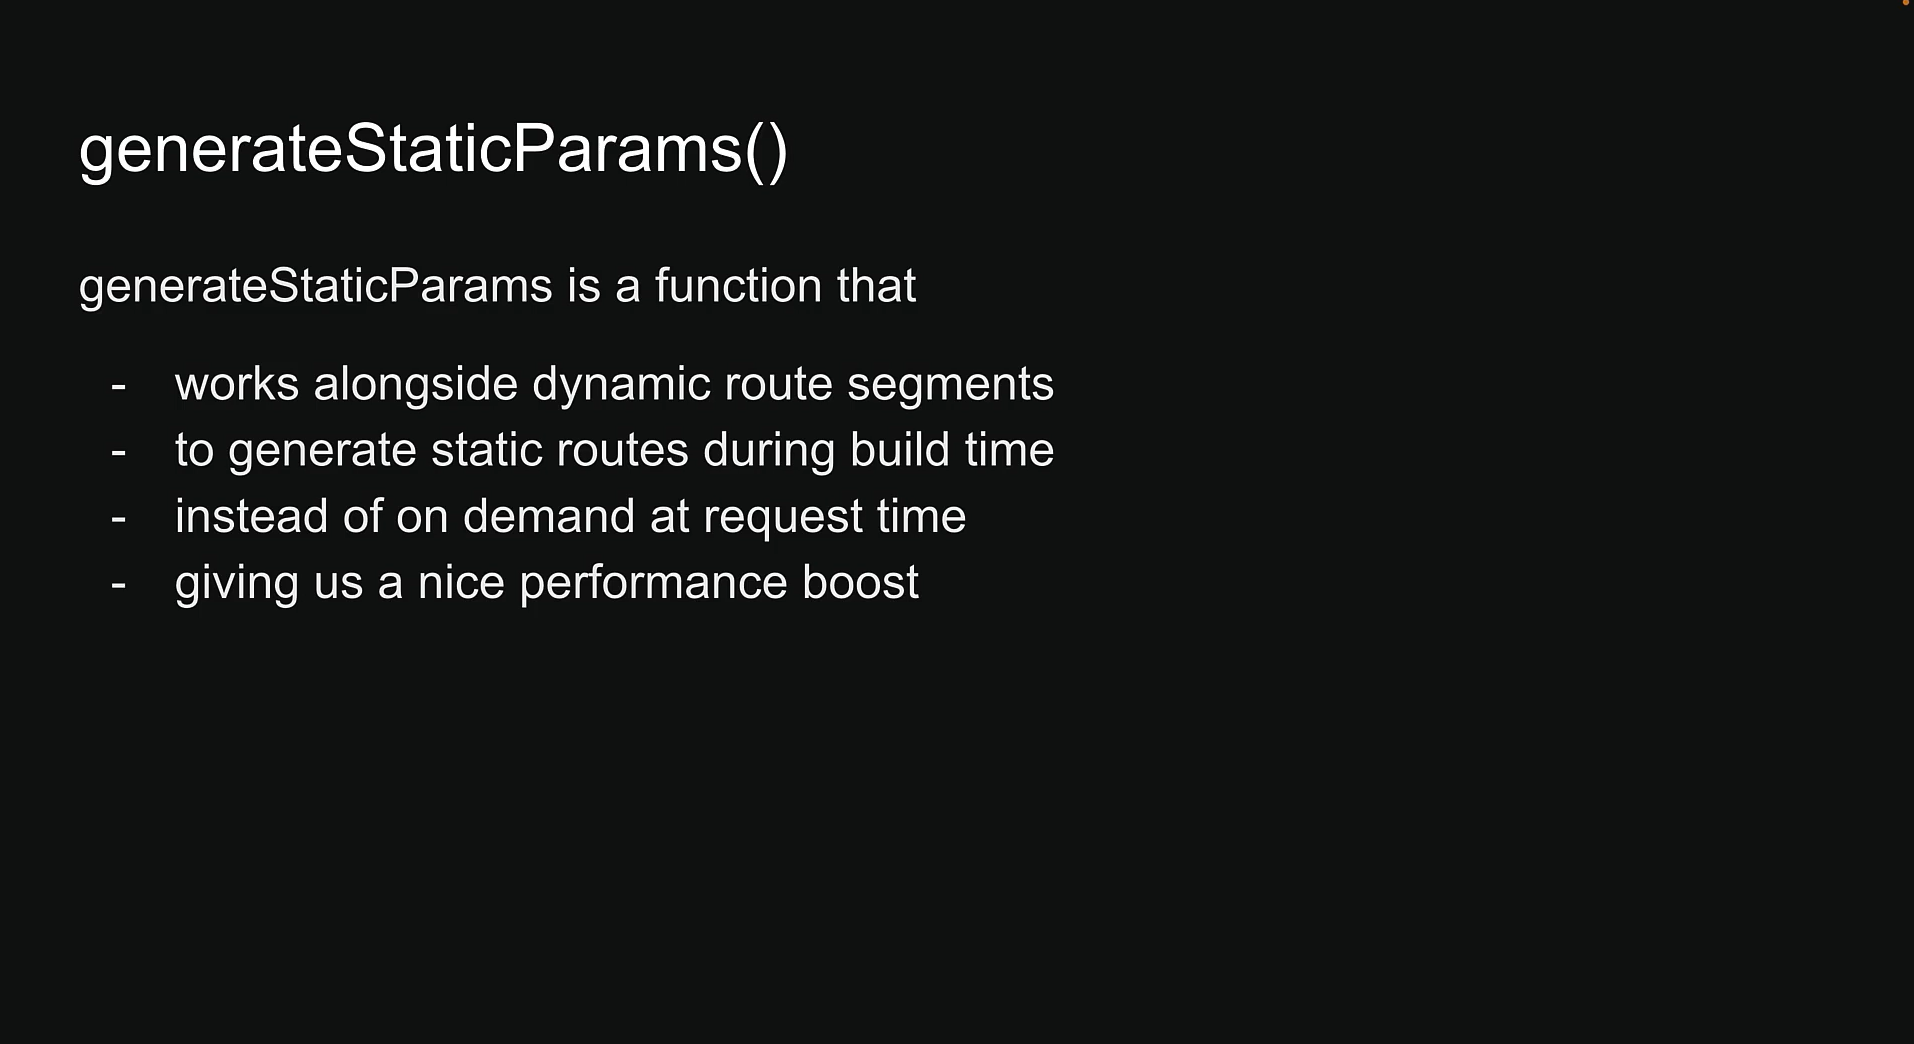 generateStaticParams()
generateStaticParams is a function that
- works alongside dynamic route segments
- to generate static routes during build time
- instead of on demand at request time
- giving us a nice performance boost